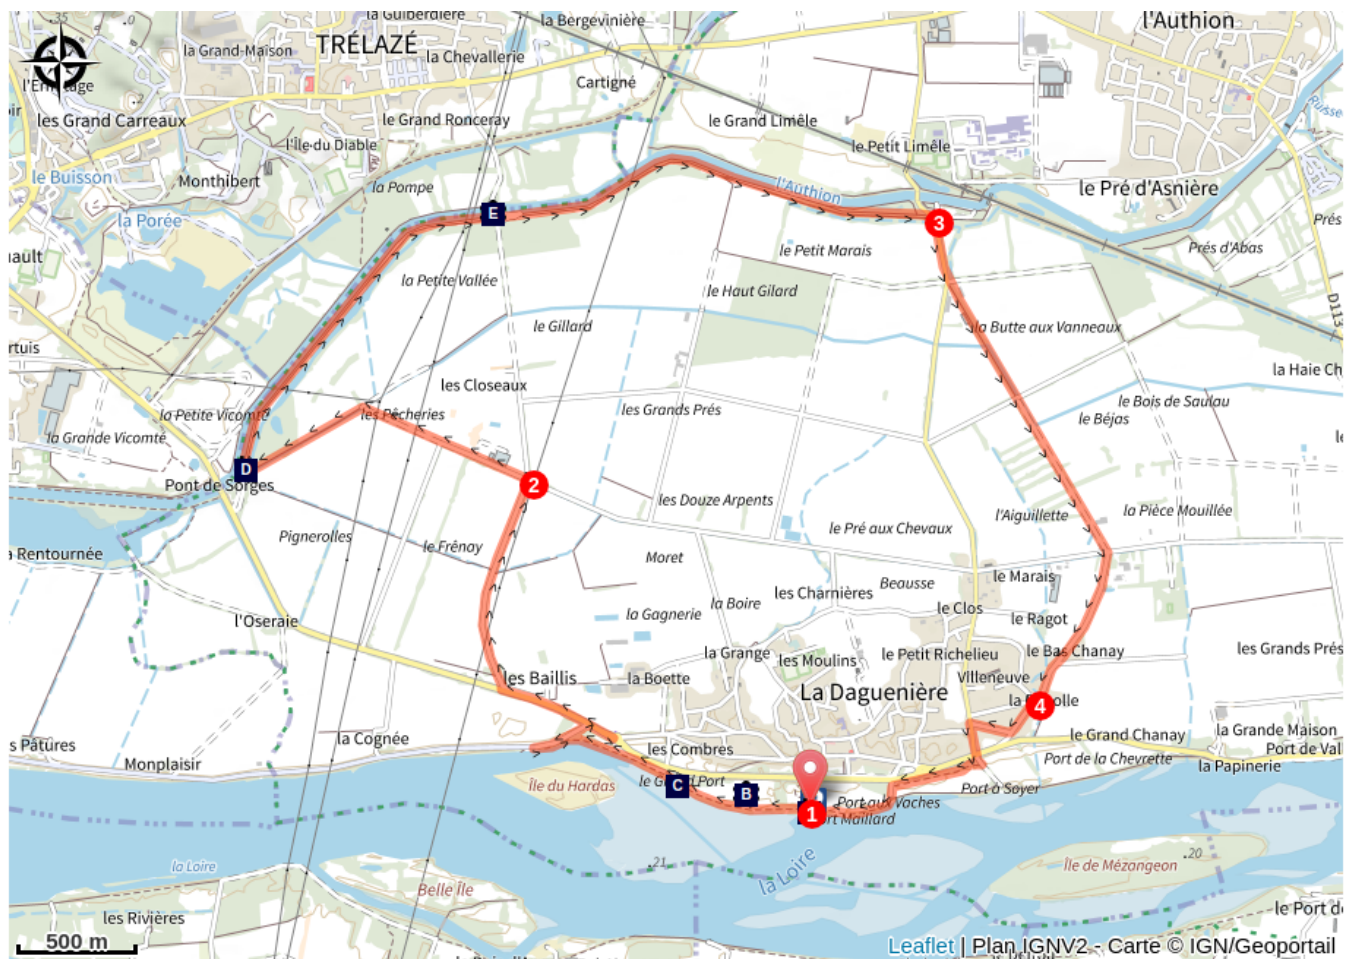 .35
la Guiberdière
la Bergevinière
l'Authion
la Grand-Maison
TRÉLAZÉ
la Chevallerie
Cartigné
l'Ermitage
.2
les Grand Carreaux
le Grand Ronceray
le Grand Limêle
l'Île du Diable
le Petit Limêle
le Buisson
Monthibert
la Pompe
l'Authion
le Pré d'Asnière
la Porée
E
3
Prés
le Petit Marais
Prés d'Abas
la Petite Vallée
le Haut Gilard
D113
le Gillard
la Butte aux Vanneaux
la Haie Ch
les Closeaux
la Petite Vicomté
les Pêcheries
les Grands Prés
le Bois de Saulau
le Béjas
la Grande Vicomté
D
Pont de Sorges
2
les Douze Arpents
la Pièce Mouillée
l'Aiguillette
le Pré aux Chevaux
Pignerolles
le Frênay
a Rentournée
Moret
le Marais
Beausse
les Charnières
la Boire
le Clos
la Gagnerie
le Ragot
l'Oseraie
la Grange
les Moulins
le Petit Richelieu
le Bas Chanay
les Grands Prés
les Baillis
la Boette
Villeneuve
La Daguenière
4
s Pâtures
la Cognée
les Combres
le Grand Chanay
la Grande Maison
Port de Val
Monplaisir
Port de la Chevrette
la Papinerie
Île du Hardas
C
B
Port à Soyer
Port aux Vaches
1
Port Maillard
.21
la Loire
la Loire
Île de Mézangeon
.20
Belle Île
les Rivières
le Port d
500 m
Leaflet | Plan IGNV2 - Carte © IGN/Geoportail